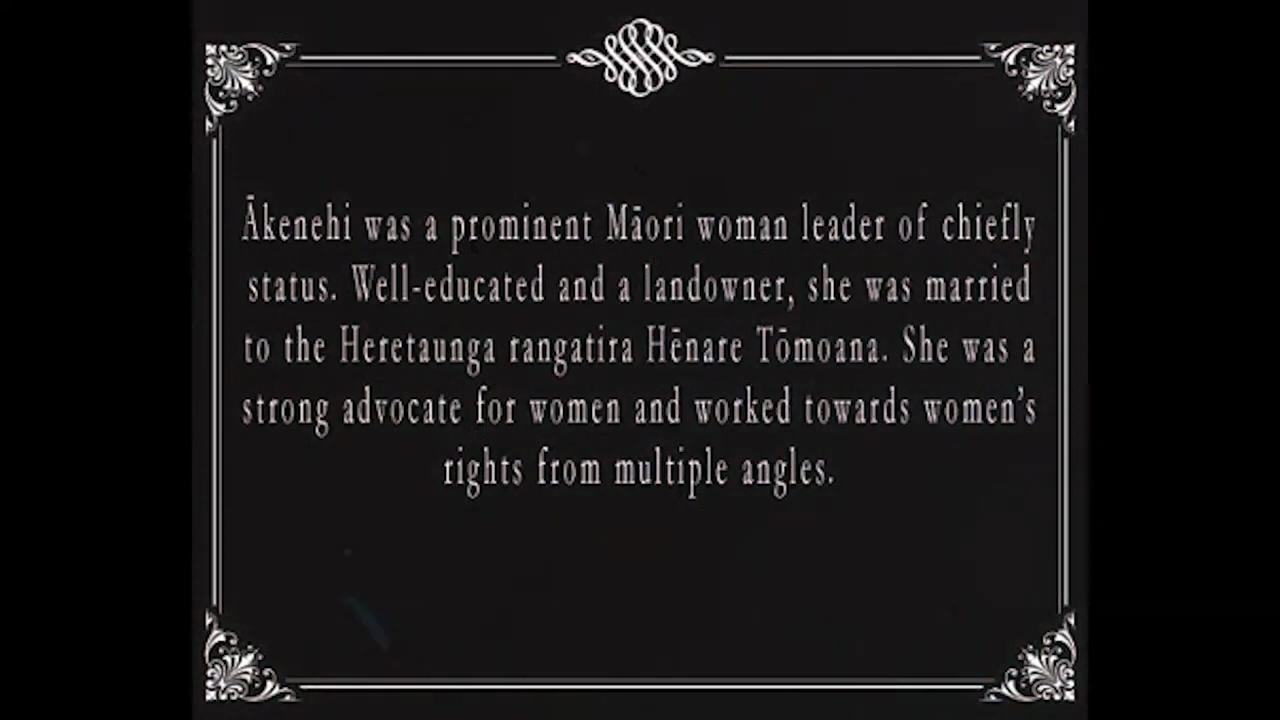 Ākenehi was a prominent Māori woman leader of chiefly
status. Well-educated and a landowner, she was married
to the Heretaunga rangatira Hēnare Tōmoana. She was a
strong advocate for women and worked towards women’s
rights from multiple angles.